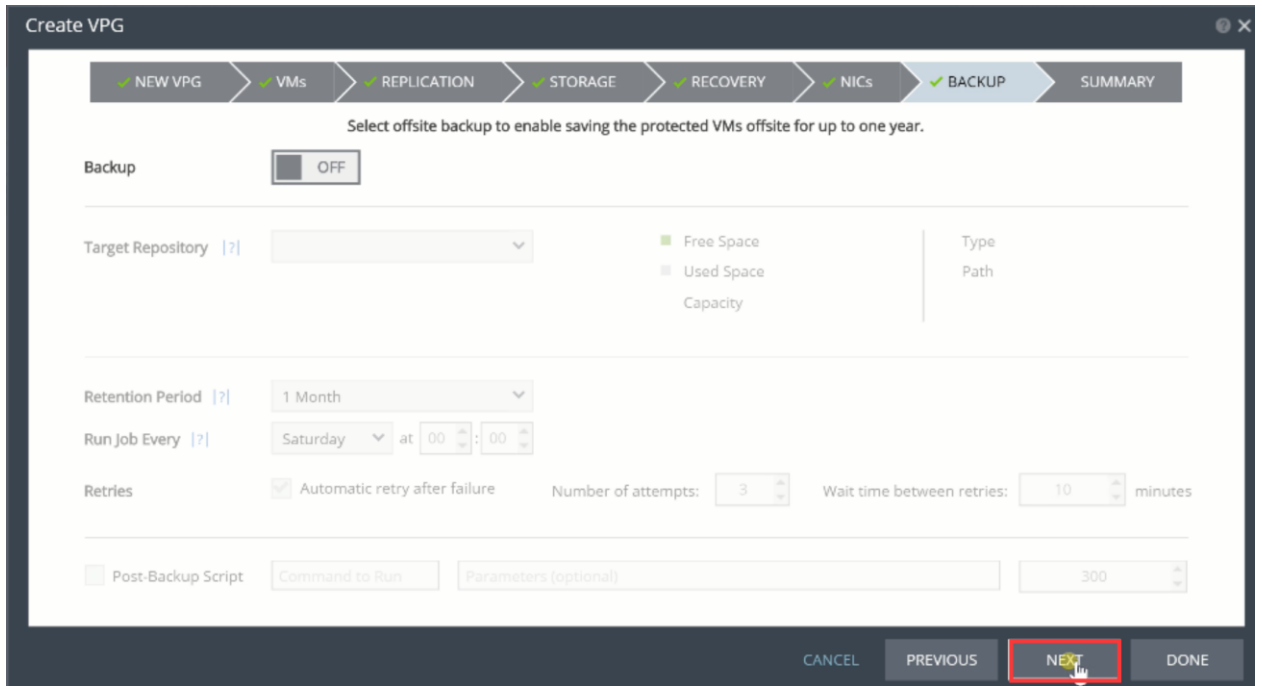 Create VPG
NEW VPG VMs REPLICATION STORAGE RECOVERY NICs BACKUP SUMMARY
Select offsite backup to enable saving the protected VMs offsite for up to one year.
Backup OFF
Target Repository |?| Free Space Type
Used Space Path
Capacity
Retention Period |?| 1 Month
Run Job Every |?| Saturday at 00 : 00
Retries Automatic retry after failure Number of attempts: 3 Wait time between retries: 10 minutes
Post-Backup Script Command to Run Parameters (optional) 300
CANCEL PREVIOUS NEXT DONE